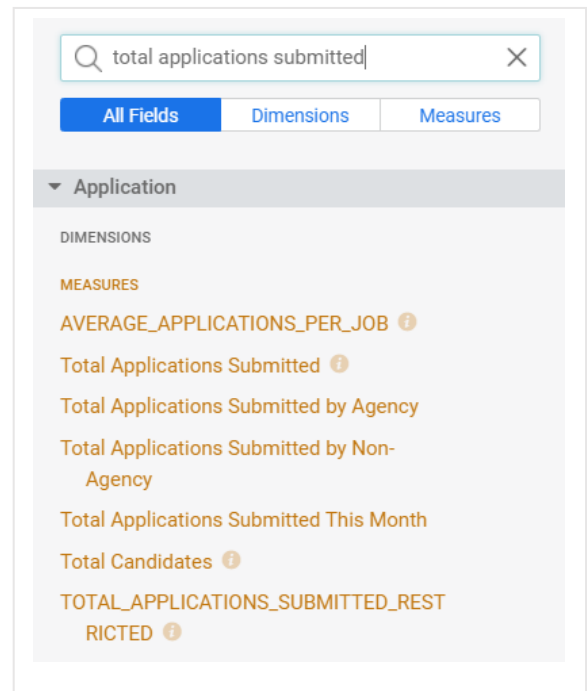 total applications submitted
All Fields
Dimensions
Measures
Application
DIMENSIONS
MEASURES
AVERAGE_APPLICATIONS_PER_JOB
Total Applications Submitted
Total Applications Submitted by Agency
Total Applications Submitted by Non-
Agency
Total Applications Submitted This Month
Total Candidates
TOTAL_APPLICATIONS_SUBMITTED_REST
RICTED